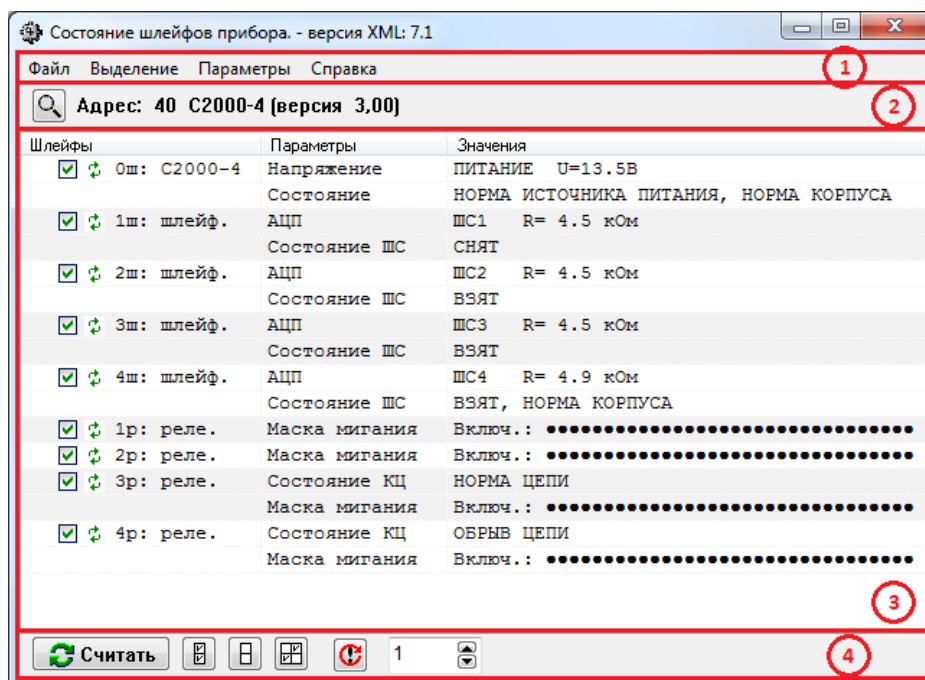 Состояние шлейфов прибора. - версия XML: 7.1
Файл Выделение Параметры Справка 1
Адрес: 40 С2000-4 (версия 3,00) 2
Шлейфы Параметры Значения
0ш: С2000-4 Напряжение ПИТАНИЕ U=13.5В
Состояние НОРМА ИСТОЧНИКА ПИТАНИЯ, НОРМА КОРПУСА
1ш: шлейф. АЦП ШС1 R= 4.5 кОм
Состояние ШС СНЯТ
2ш: шлейф. АЦП ШС2 R= 4.5 кОм
Состояние ШС ВЗЯТ
3ш: шлейф. АЦП ШС3 R= 4.5 кОм
Состояние ШС ВЗЯТ
4ш: шлейф. АЦП ШС4 R= 4.9 кОм
Состояние ШС ВЗЯТ, НОРМА КОРПУСА
1р: реле. Маска мигания Включ.: ●●●●●●●●●●●●●●●●●●●●●●●●●●●●●●●●
2р: реле. Маска мигания Включ.: ●●●●●●●●●●●●●●●●●●●●●●●●●●●●●●●●
3р: реле. Состояние КЦ НОРМА ЦЕПИ
Маска мигания Включ.: ●●●●●●●●●●●●●●●●●●●●●●●●●●●●●●●●
4р: реле. Состояние КЦ ОБРЫВ ЦЕПИ
Маска мигания Включ.: ●●●●●●●●●●●●●●●●●●●●●●●●●●●●●●●●
3
Считать 1 4